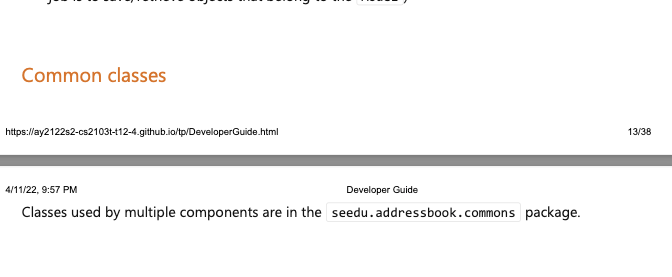 job is to save/retrieve objects that belong to the Model )
Common classes
https://ay2122s2-cs2103t-t12-4.github.io/tp/DeveloperGuide.html 13/38
4/11/22, 9:57 PM Developer Guide
Classes used by multiple components are in the seedu.addressbook.commons package.